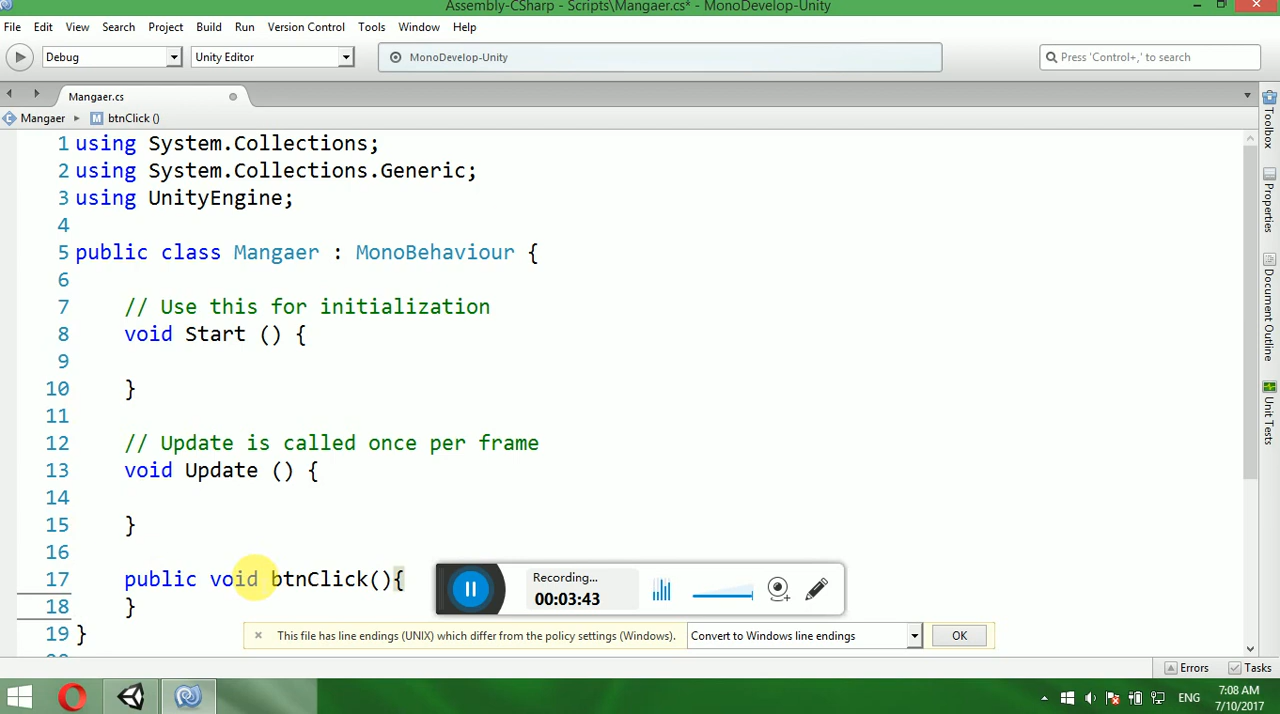 Assembly-CSharp - Scripts\Mangaer.cs* - MonoDevelop-Unity
File Edit View Search Project Build Run Version Control Tools Window Help
Debug Unity Editor MonoDevelop-Unity Press 'Control+,' to search
Mangaer.cs
Mangaer btnClick ()
1 using System.Collections;
2 using System.Collections.Generic;
3 using UnityEngine;
4
5 public class Mangaer : MonoBehaviour {
6
7 // Use this for initialization
8 void Start () {
9
10 }
11
12 // Update is called once per frame
13 void Update () {
14
15 }
16
17 public void btnClick(){
18 }
19 }
Toolbox
Properties
Document Outline
Unit Tests
Recording...
00:03:43
This file has line endings (UNIX) which differ from the policy settings (Windows). Convert to Windows line endings OK
Errors Tasks
ENG
7:08 AM
7/10/2017